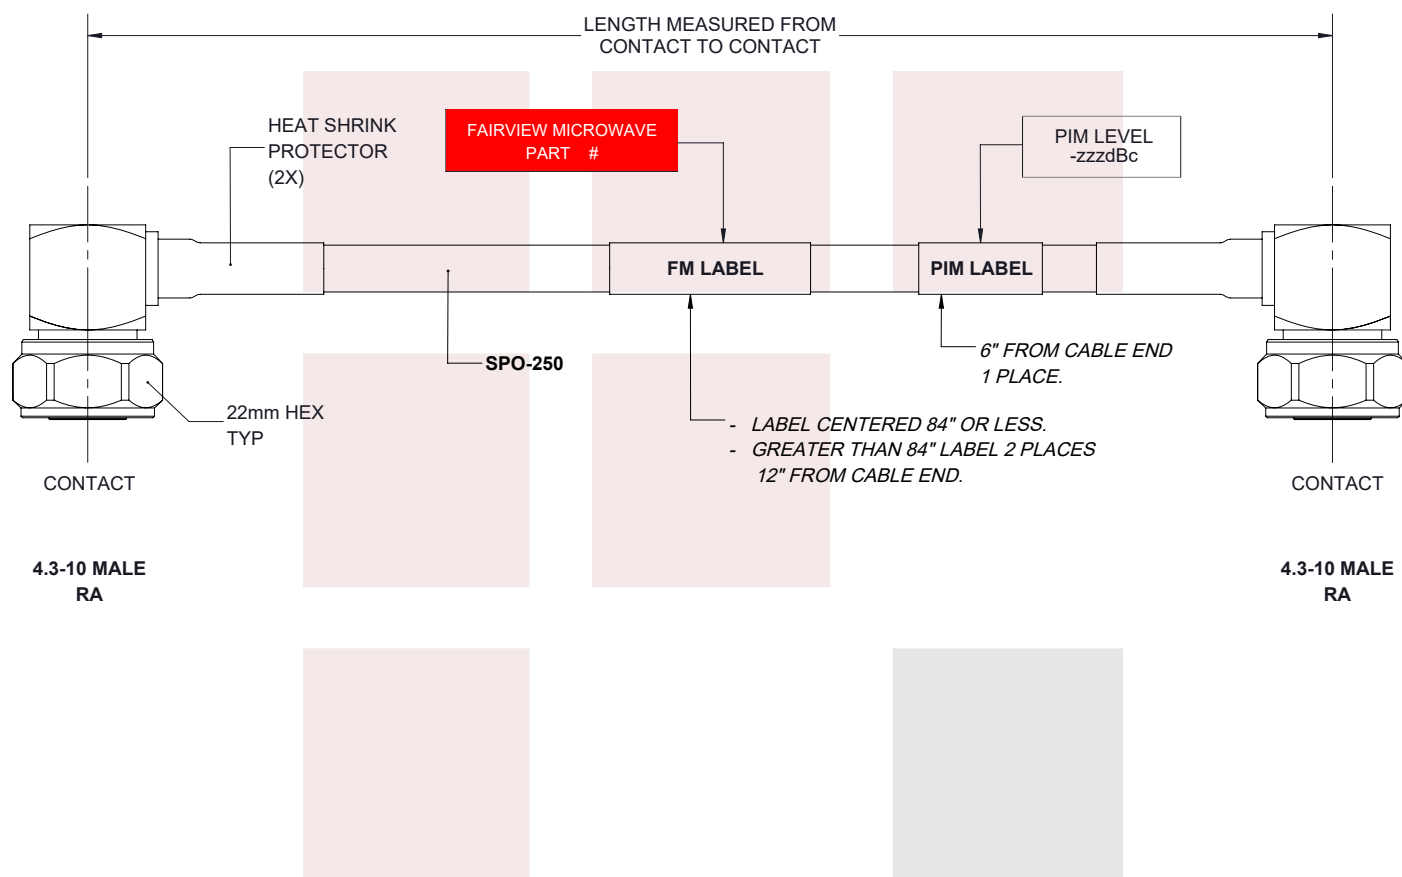 LENGTH MEASURED FROM
CONTACT TO CONTACT
HEAT SHRINK
PROTECTOR
(2X)
FAIRVIEW MICROWAVE
PART #
PIM LEVEL
-zzzdBc
FM LABEL
PIM LABEL
SPO-250
6" FROM CABLE END
1 PLACE.
22mm HEX
TYP
- LABEL CENTERED 84" OR LESS.
- GREATER THAN 84" LABEL 2 PLACES
12" FROM CABLE END.
CONTACT
CONTACT
4.3-10 MALE
RA
4.3-10 MALE
RA